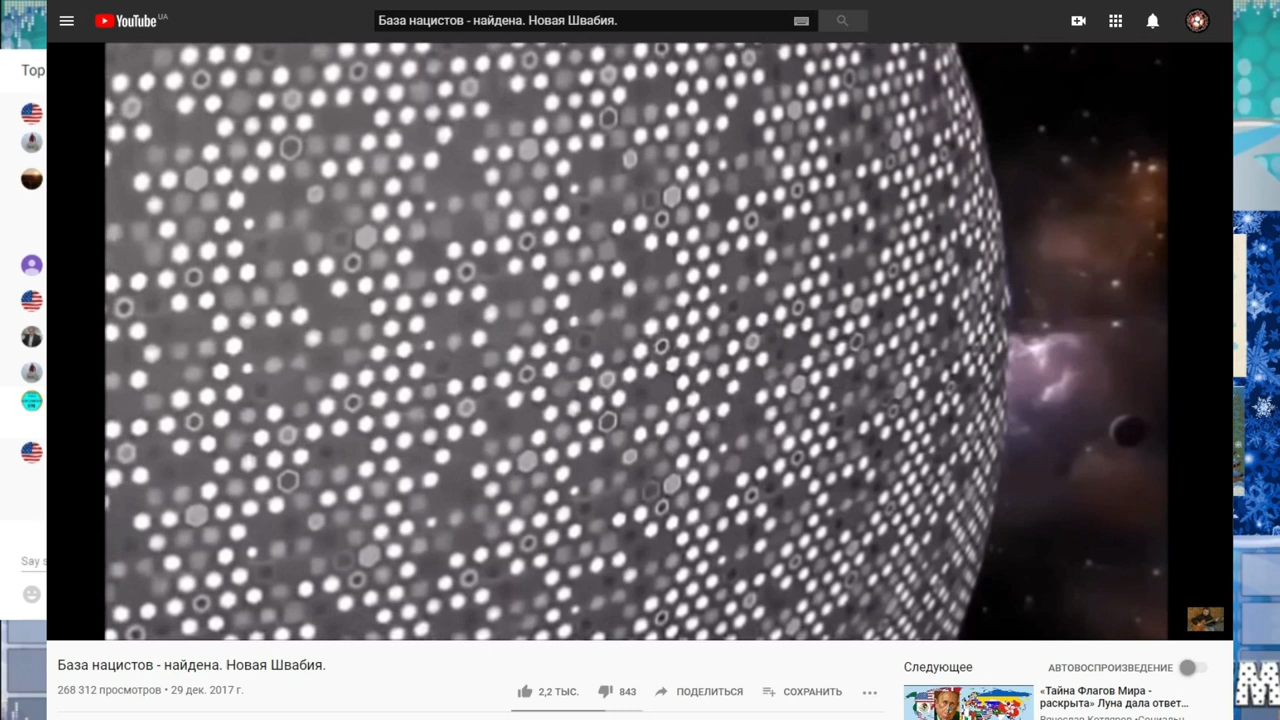 YouTube UA
База нацистов - найдена. Новая Швабия.
Top
Say
База нацистов - найдена. Новая Швабия.
268 312 просмотров • 29 дек. 2017 г.
2,2 ТЫС.
843
ПОДЕЛИТЬСЯ
СОХРАНИТЬ
Следующее
АВТОВОСПРОИЗВЕДЕНИЕ
«Тайна Флагов Мира -
раскрыта» Луна дала ответ...
M